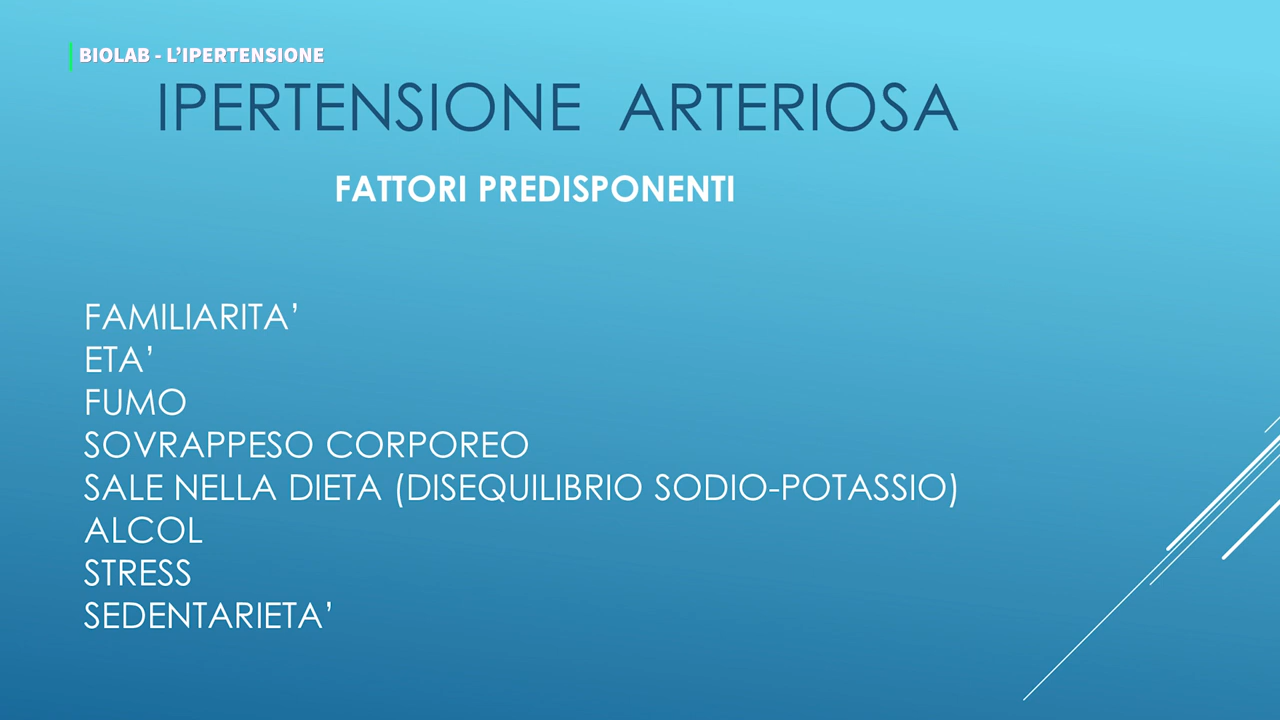 BIOLAB - L’IPERTENSIONE
IPERTENSIONE ARTERIOSA
FATTORI PREDISPONENTI
FAMILIARITA’
ETA’
FUMO
SOVRAPPESO CORPOREO
SALE NELLA DIETA (DISEQUILIBRIO SODIO-POTASSIO)
ALCOL
STRESS
SEDENTARIETA’